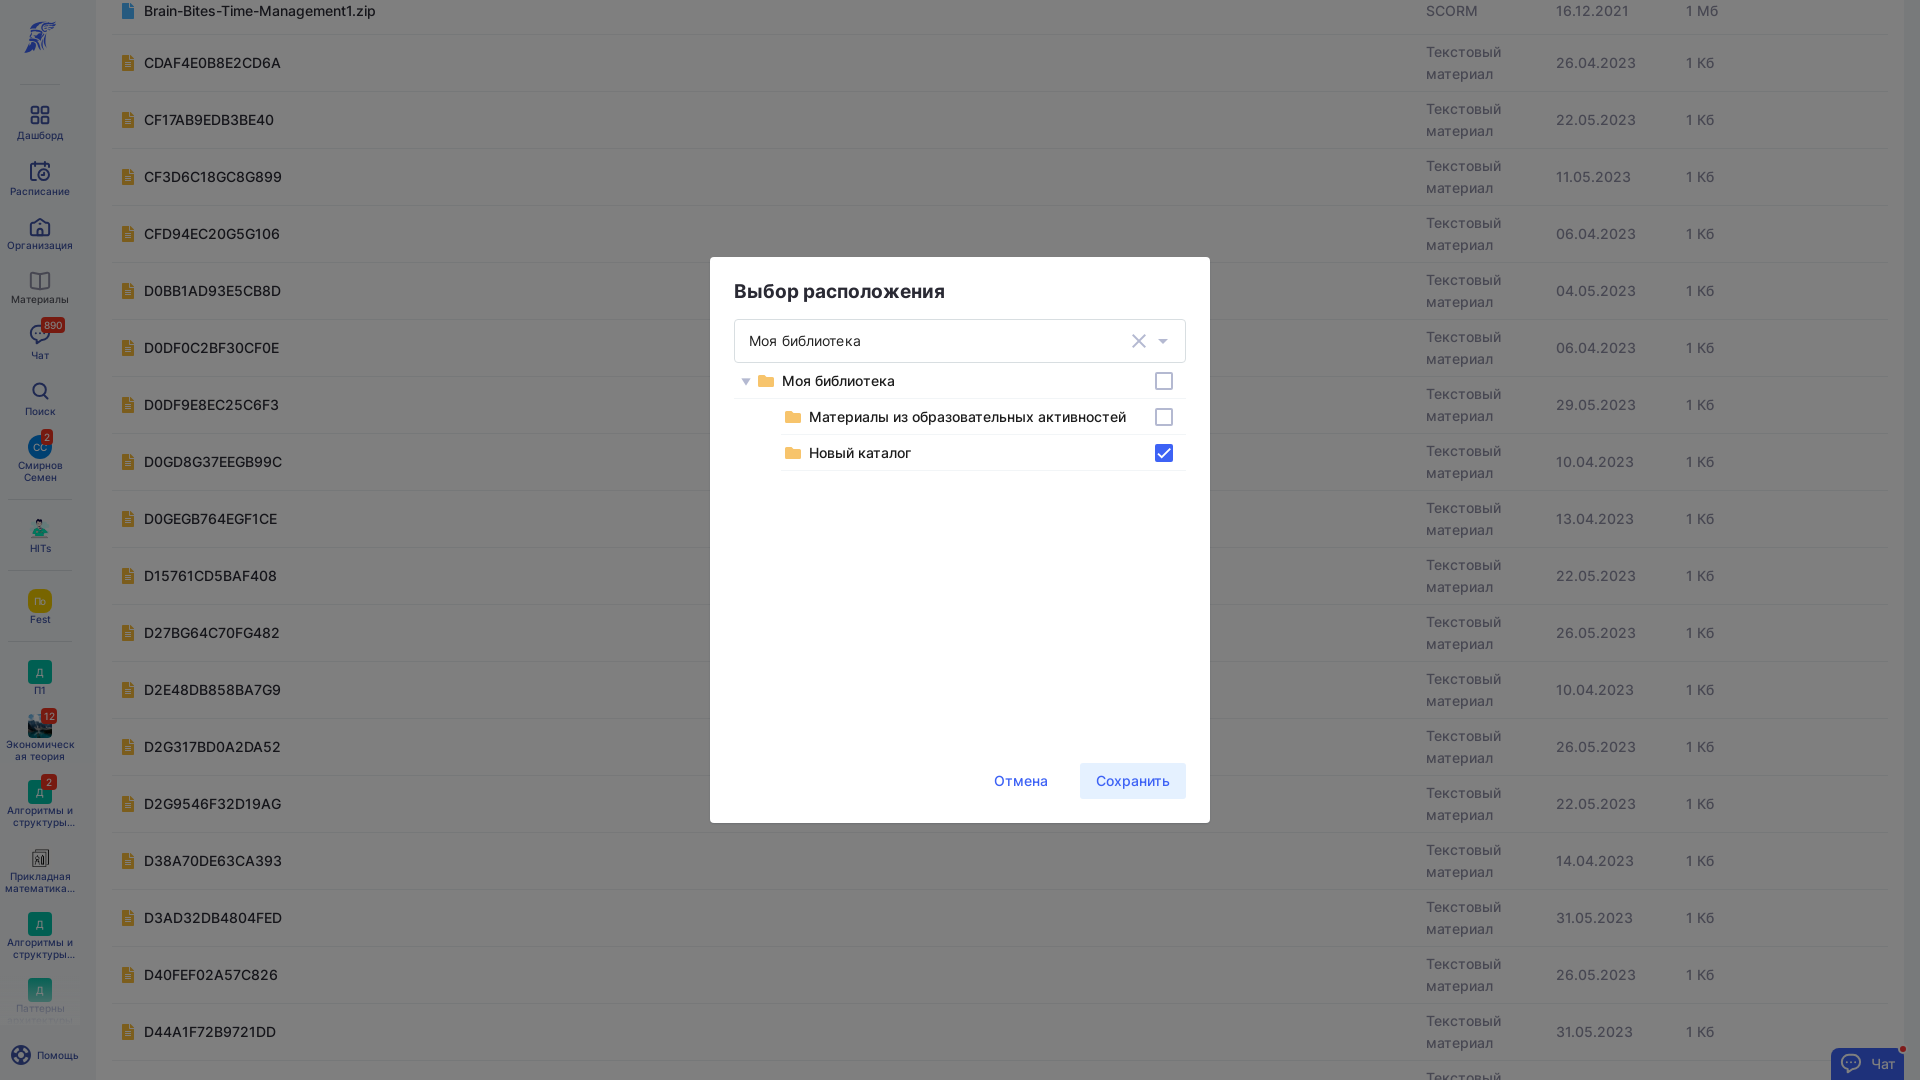 Brain-Bites-Time-Management1.zip SCORM 16.12.2021 1 Мб
CDAF4E0B8E2CD6A Текстовый материал 26.04.2023 1 Кб
CF17AB9EDB3BE40 Текстовый материал 22.05.2023 1 Кб
CF3D6C18GC8G899 Текстовый материал 11.05.2023 1 Кб
CFD94EC20G5G106 Текстовый материал 06.04.2023 1 Кб
D0BB1AD93E5CB8D Текстовый материал 04.05.2023 1 Кб
D0DF0C2BF30CF0E Текстовый материал 06.04.2023 1 Кб
D0DF9E8EC25C6F3 Текстовый материал 29.05.2023 1 Кб
D0GD8G37EEGB99C Текстовый материал 10.04.2023 1 Кб
D0GEGB764EGF1CE Текстовый материал 13.04.2023 1 Кб
D15761CD5BAF408 Текстовый материал 22.05.2023 1 Кб
D27BG64C70FG482 Текстовый материал 26.05.2023 1 Кб
D2E48DB858BA7G9 Текстовый материал 10.04.2023 1 Кб
D2G317BD0A2DA52 Текстовый материал 26.05.2023 1 Кб
D2G9546F32D19AG Текстовый материал 22.05.2023 1 Кб
D38A70DE63CA393 Текстовый материал 14.04.2023 1 Кб
D3AD32DB4804FED Текстовый материал 31.05.2023 1 Кб
D40FEF02A57C826 Текстовый материал 26.05.2023 1 Кб
D44A1F72B9721DD Текстовый материал 31.05.2023 1 Кб
Текстовый
Дашборд
Расписание
Организация
Материалы
890
Чат
Поиск
2
СС
Смирнов
Семен
HITs
По
Fest
Д
П1
12
Экономическ
ая теория
2
Д
Алгоритмы и
структуры...
Прикладная
математика...
Д
Алгоритмы и
структуры...
Д
Паттерны
Помощь
Выбор расположения
Моя библиотека
Моя библиотека
Материалы из образовательных активностей
Новый каталог
Отмена
Сохранить
Чат